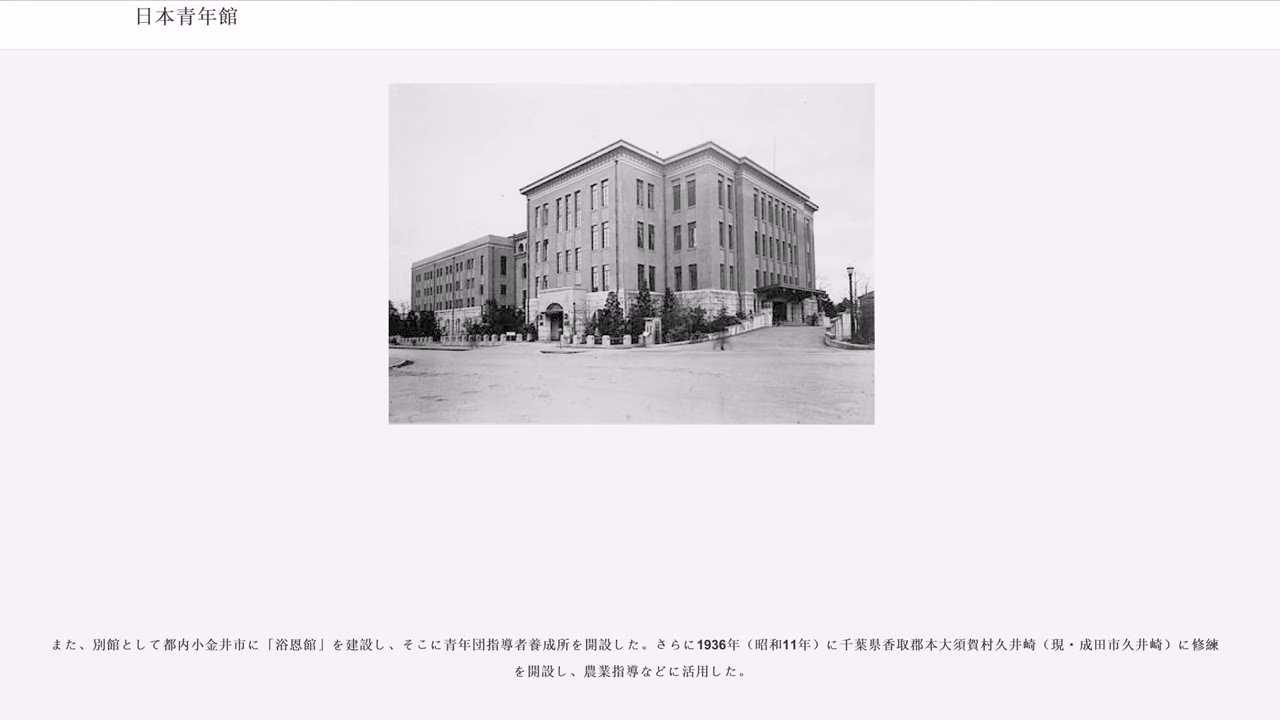 日本青年館
また、別館として都内小金井市に「浴恩館」を建設し、そこに青年団指導者養成所を開設した。さらに1936年（昭和11年）に千葉県香取郡本大須賀村久井崎（現・成田市久井崎）に修練
を開設し、農業指導などに活用した。